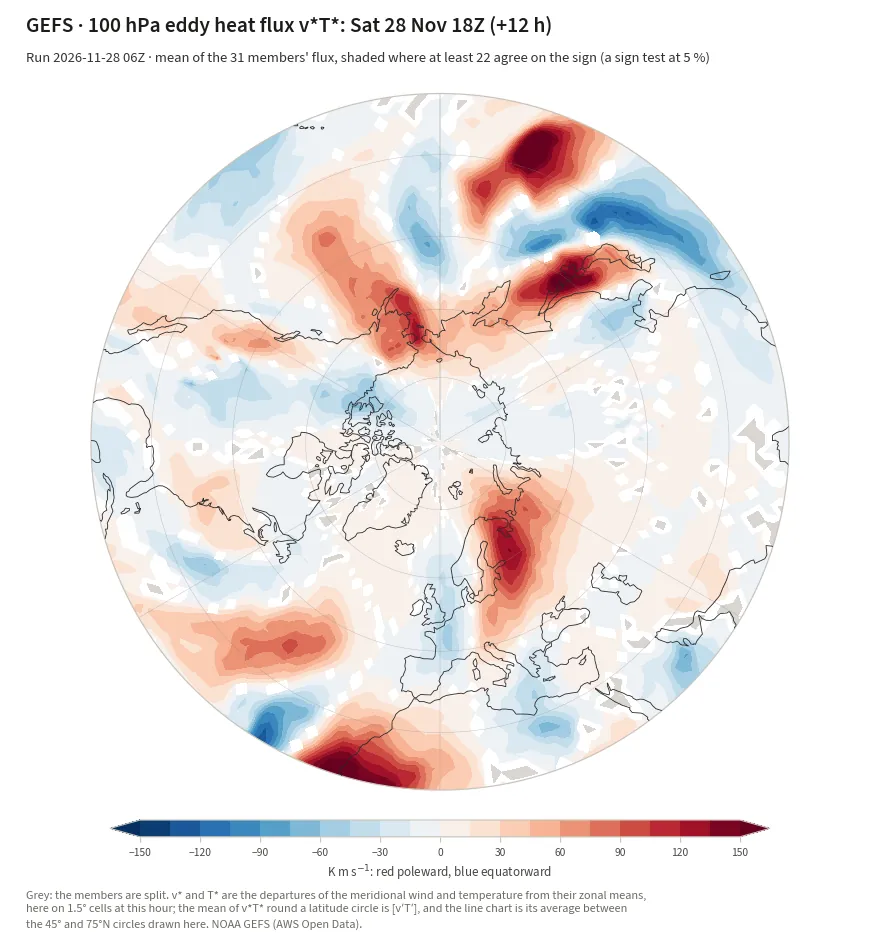 GEFS · 100 hPa eddy heat flux v*T*: Sat 28 Nov 18Z (+12 h)
Run 2026-11-28 06Z · mean of the 31 members' flux, shaded where at least 22 agree on the sign (a sign test at 5 %)
−150 −120 −90 −60 −30 0 30 60 90 120 150
K m s⁻¹: red poleward, blue equatorward
Grey: the members are split. v* and T* are the departures of the meridional wind and temperature from their zonal means,
here on 1.5° cells at this hour; the mean of v*T* round a latitude circle is [v'T'], and the line chart is its average between
the 45° and 75°N circles drawn here. NOAA GEFS (AWS Open Data).